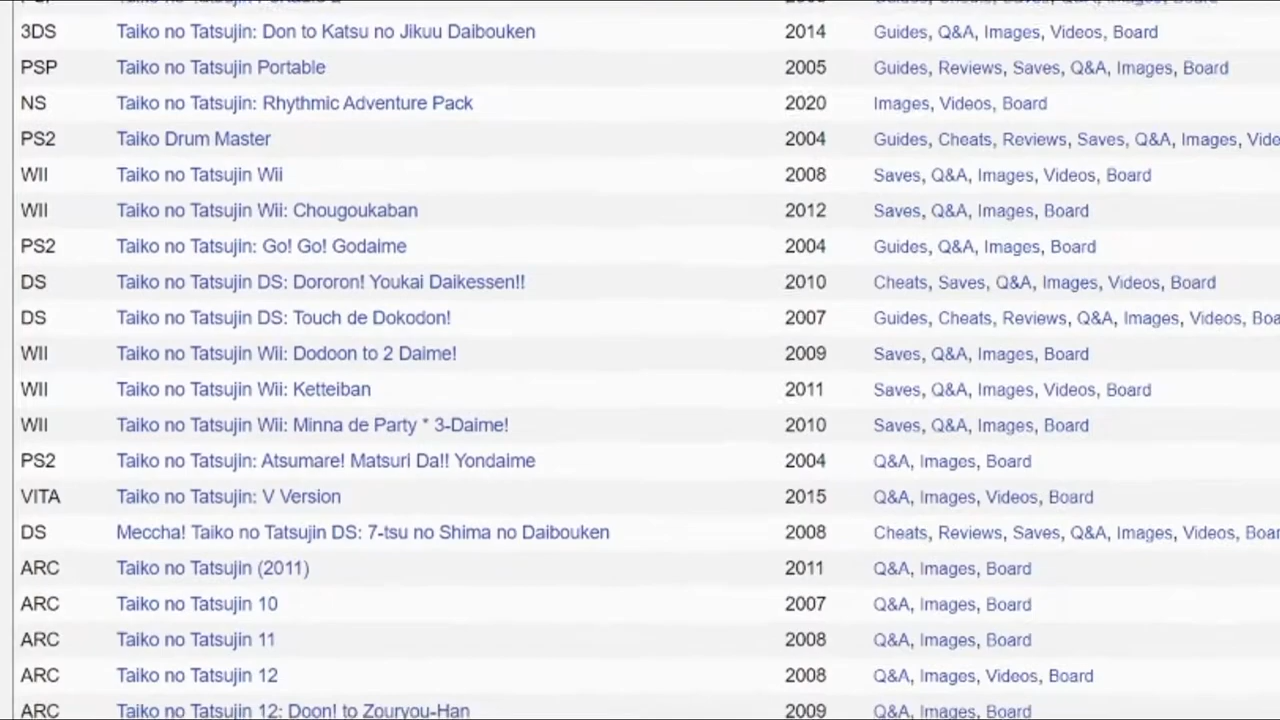 3DS Taiko no Tatsujin: Don to Katsu no Jikuu Daibouken 2014 Guides, Q&A, Images, Videos, Board
PSP Taiko no Tatsujin Portable 2005 Guides, Reviews, Saves, Q&A, Images, Board
NS Taiko no Tatsujin: Rhythmic Adventure Pack 2020 Images, Videos, Board
PS2 Taiko Drum Master 2004 Guides, Cheats, Reviews, Saves, Q&A, Images, Vide
WII Taiko no Tatsujin Wii 2008 Saves, Q&A, Images, Videos, Board
WII Taiko no Tatsujin Wii: Chougoukaban 2012 Saves, Q&A, Images, Board
PS2 Taiko no Tatsujin: Go! Go! Godaime 2004 Guides, Q&A, Images, Board
DS Taiko no Tatsujin DS: Dororon! Youkai Daikessen!! 2010 Cheats, Saves, Q&A, Images, Videos, Board
DS Taiko no Tatsujin DS: Touch de Dokodon! 2007 Guides, Cheats, Reviews, Q&A, Images, Videos, Boa
WII Taiko no Tatsujin Wii: Dodoon to 2 Daime! 2009 Saves, Q&A, Images, Board
WII Taiko no Tatsujin Wii: Ketteiban 2011 Saves, Q&A, Images, Videos, Board
WII Taiko no Tatsujin Wii: Minna de Party * 3-Daime! 2010 Saves, Q&A, Images, Board
PS2 Taiko no Tatsujin: Atsumare! Matsuri Da!! Yondaime 2004 Q&A, Images, Board
VITA Taiko no Tatsujin: V Version 2015 Q&A, Images, Videos, Board
DS Meccha! Taiko no Tatsujin DS: 7-tsu no Shima no Daibouken 2008 Cheats, Reviews, Saves, Q&A, Images, Videos, Boar
ARC Taiko no Tatsujin (2011) 2011 Q&A, Images, Board
ARC Taiko no Tatsujin 10 2007 Q&A, Images, Board
ARC Taiko no Tatsujin 11 2008 Q&A, Images, Board
ARC Taiko no Tatsujin 12 2008 Q&A, Images, Videos, Board
ARC Taiko no Tatsujin 12: Doon! to Zouryou-Han 2009 Q&A, Images, Board